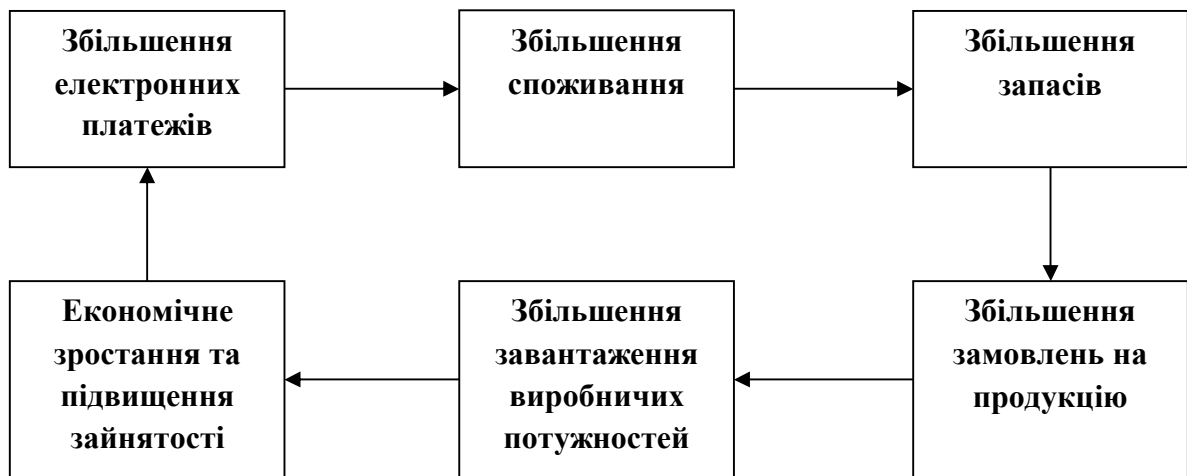 Збільшення
електронних
платежів
Збільшення
споживання
Збільшення
запасів
Економічне
зростання та
підвищення
зайнятості
Збільшення
завантаження
виробничих
потужностей
Збільшення
замовлень на
продукцію